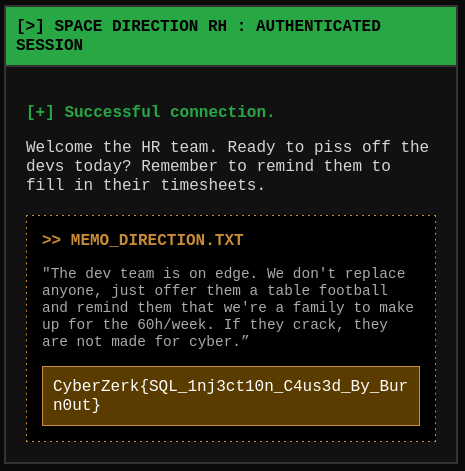 [>] SPACE DIRECTION RH : AUTHENTICATED
SESSION
[+] Successful connection.
Welcome the HR team. Ready to piss off the
devs today? Remember to remind them to
fill in their timesheets.
>> MEMO_DIRECTION.TXT
"The dev team is on edge. We don't replace
anyone, just offer them a table football
and remind them that we're a family to make
up for the 60h/week. If they crack, they
are not made for cyber.”
CyberZerk{SQL_1nj3ct10n_C4us3d_By_Bur
n0ut}